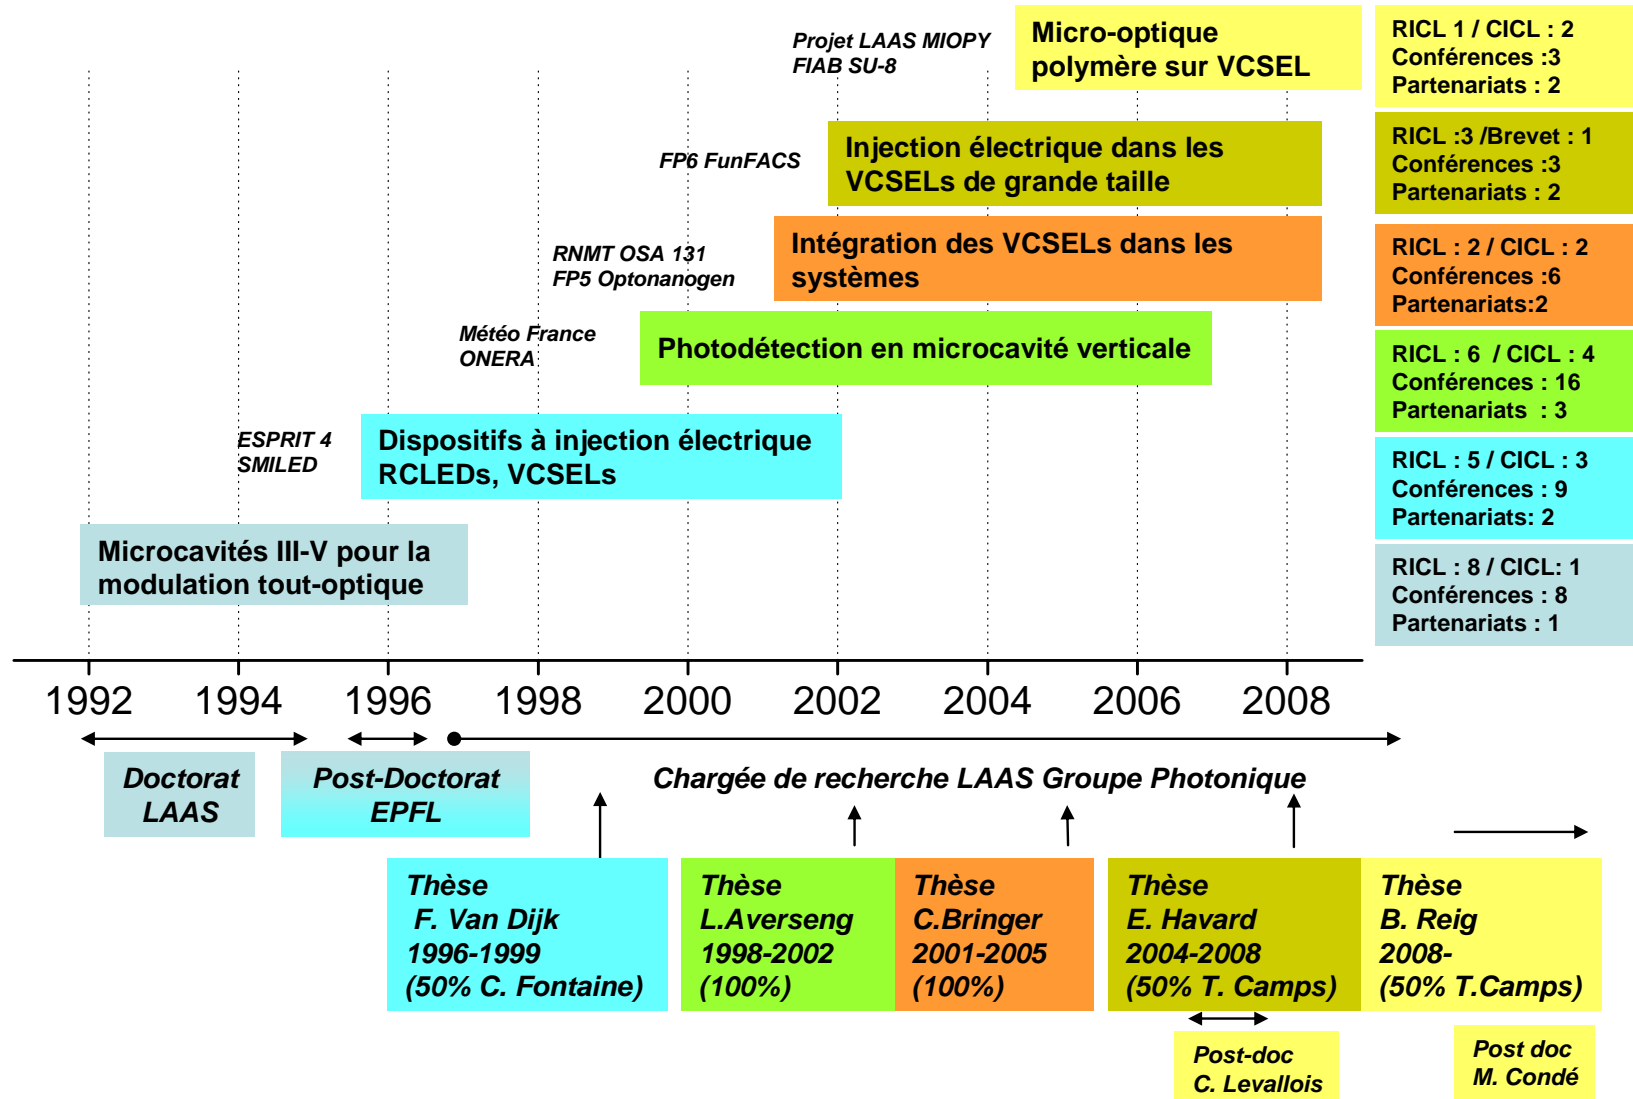 Projet LAAS MIOPY
FIAB SU-8
Micro-optique
polymère sur VCSEL
RICL 1 / CICL : 2
Conférences :3
Partenariats : 2
FP6 FunFACS
Injection électrique dans les
VCSELs de grande taille
RICL :3 /Brevet : 1
Conférences :3
Partenariats : 2
RNMT OSA 131
FP5 Optonanogen
Intégration des VCSELs dans les
systèmes
RICL : 2 / CICL : 2
Conférences :6
Partenariats:2
Météo France
ONERA
Photodétection en microcavité verticale
RICL : 6 / CICL : 4
Conférences : 16
Partenariats : 3
ESPRIT 4
SMILED
Dispositifs à injection électrique
RCLEDs, VCSELs
RICL : 5 / CICL : 3
Conférences : 9
Partenariats: 2
Microcavités III-V pour la
modulation tout-optique
RICL : 8 / CICL: 1
Conférences : 8
Partenariats : 1
1992 1994 1996 1998 2000 2002 2004 2006 2008
Doctorat
LAAS
Post-Doctorat
EPFL
Chargée de recherche LAAS Groupe Photonique
Thèse
F. Van Dijk
1996-1999
(50% C. Fontaine)
Thèse
L.Averseng
1998-2002
(100%)
Thèse
C.Bringer
2001-2005
(100%)
Thèse
E. Havard
2004-2008
(50% T. Camps)
Thèse
B. Reig
2008-
(50% T.Camps)
Post-doc
C. Levallois
Post doc
M. Condé